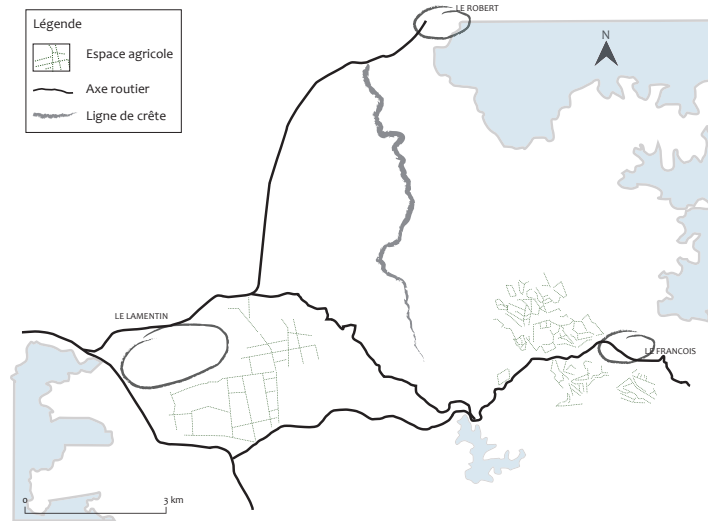 Légende
Espace agricole
Axe routier
Ligne de crête
LE ROBERT
N
LE LAMENTIN
LE FRANCOIS
0 3 km